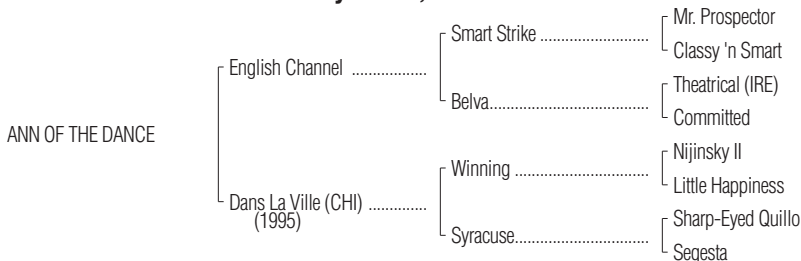 Mr. Prospector
Smart Strike ..............................
Classy 'n Smart
English Channel ..................
Theatrical (IRE)
Belva............................................
Committed
ANN OF THE DANCE
Nijinsky II
Winning ......................................
Little Happiness
Dans La Ville (CHI) ..............
(1995)
Sharp-Eyed Quillo
Syracuse.....................................
Segesta